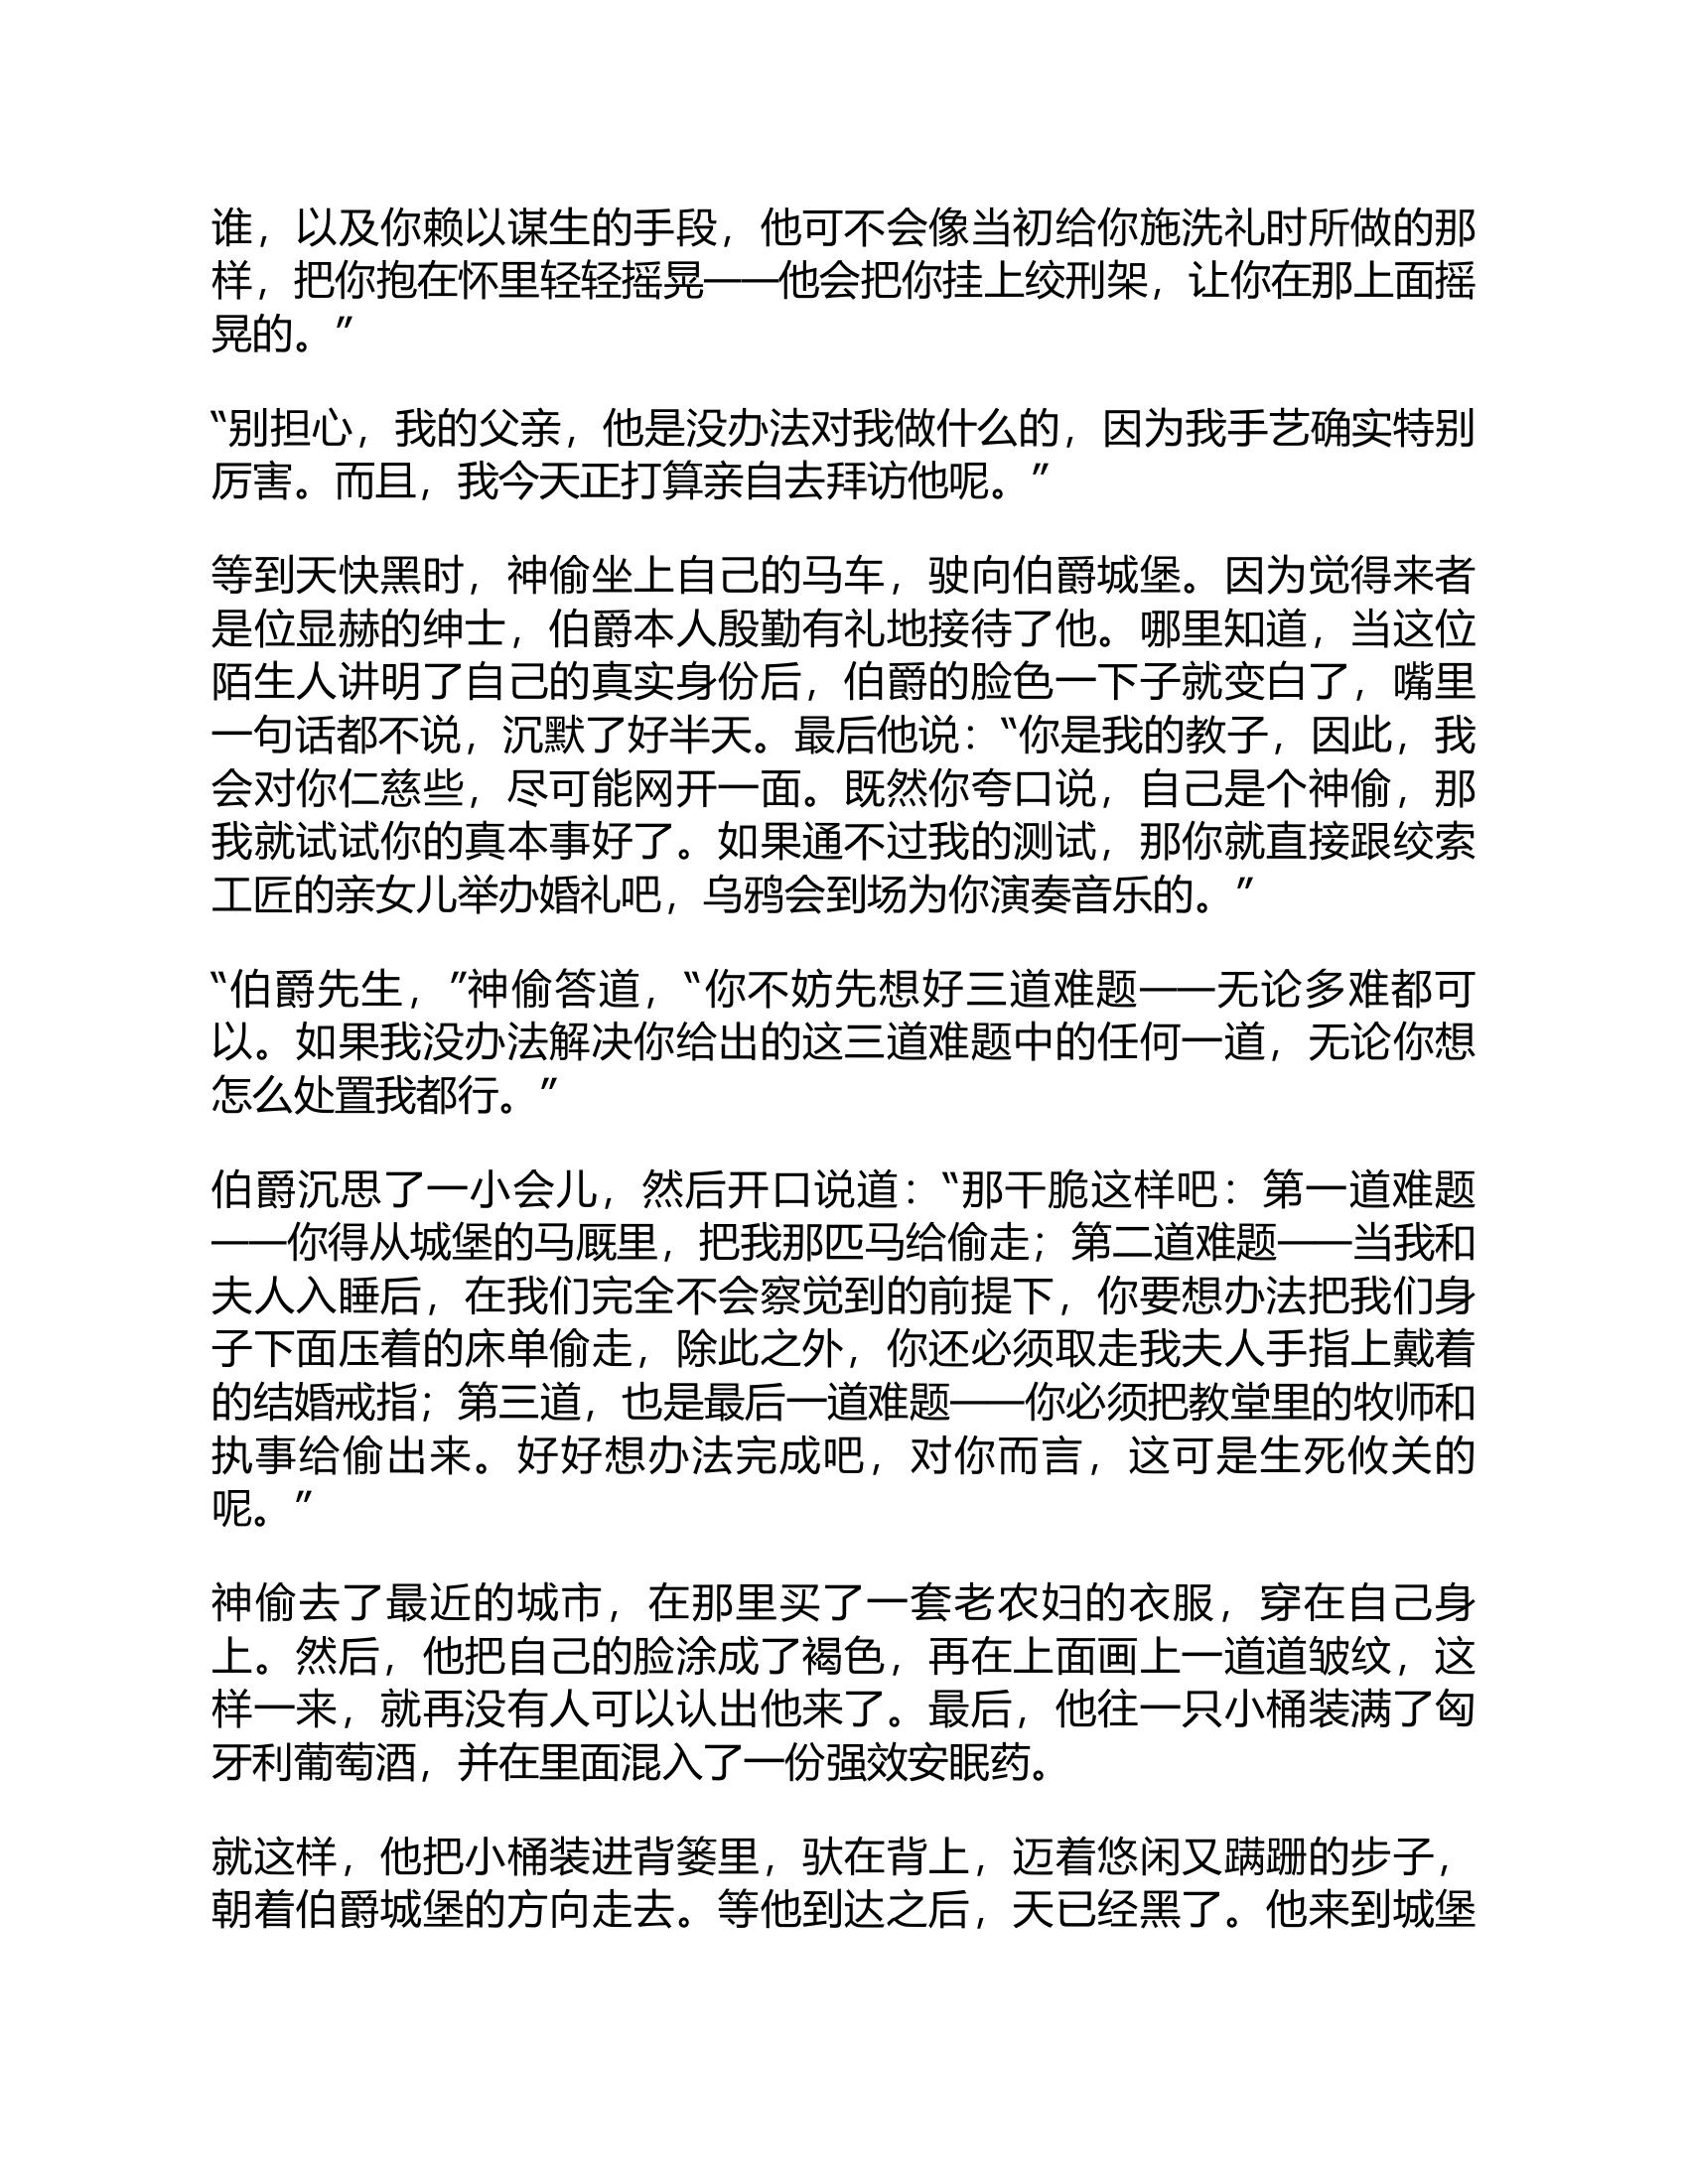 谁，以及你赖以谋生的手段，他可不会像当初给你施洗礼时所做的那
样，把你抱在怀里轻轻摇晃——他会把你挂上绞刑架，让你在那上面摇
晃的。”
“别担心，我的父亲，他是没办法对我做什么的，因为我手艺确实特别
厉害。而且，我今天正打算亲自去拜访他呢。”
等到天快黑时，神偷坐上自己的马车，驶向伯爵城堡。因为觉得来者
是位显赫的绅士，伯爵本人殷勤有礼地接待了他。哪里知道，当这位
陌生人讲明了自己的真实身份后，伯爵的脸色一下子就变白了，嘴里
一句话都不说，沉默了好半天。最后他说：“你是我的教子，因此，我
会对你仁慈些，尽可能网开一面。既然你夸口说，自己是个神偷，那
我就试试你的真本事好了。如果通不过我的测试，那你就直接跟绞索
工匠的亲女儿举办婚礼吧，乌鸦会到场为你演奏音乐的。”
“伯爵先生，”神偷答道，“你不妨先想好三道难题——无论多难都可
以。如果我没办法解决你给出的这三道难题中的任何一道，无论你想
怎么处置我都行。”
伯爵沉思了一小会儿，然后开口说道：“那干脆这样吧：第一道难题
——你得从城堡的马厩里，把我那匹马给偷走；第二道难题——当我和
夫人入睡后，在我们完全不会察觉到的前提下，你要想办法把我们身
子下面压着的床单偷走，除此之外，你还必须取走我夫人手指上戴着
的结婚戒指；第三道，也是最后一道难题——你必须把教堂里的牧师和
执事给偷出来。好好想办法完成吧，对你而言，这可是生死攸关的
呢。”
神偷去了最近的城市，在那里买了一套老农妇的衣服，穿在自己身
上。然后，他把自己的脸涂成了褐色，再在上面画上一道道皱纹，这
样一来，就再没有人可以认出他来了。最后，他往一只小桶装满了匈
牙利葡萄酒，并在里面混入了一份强效安眠药。
就这样，他把小桶装进背篓里，驮在背上，迈着悠闲又蹒跚的步子，
朝着伯爵城堡的方向走去。等他到达之后，天已经黑了。他来到城堡